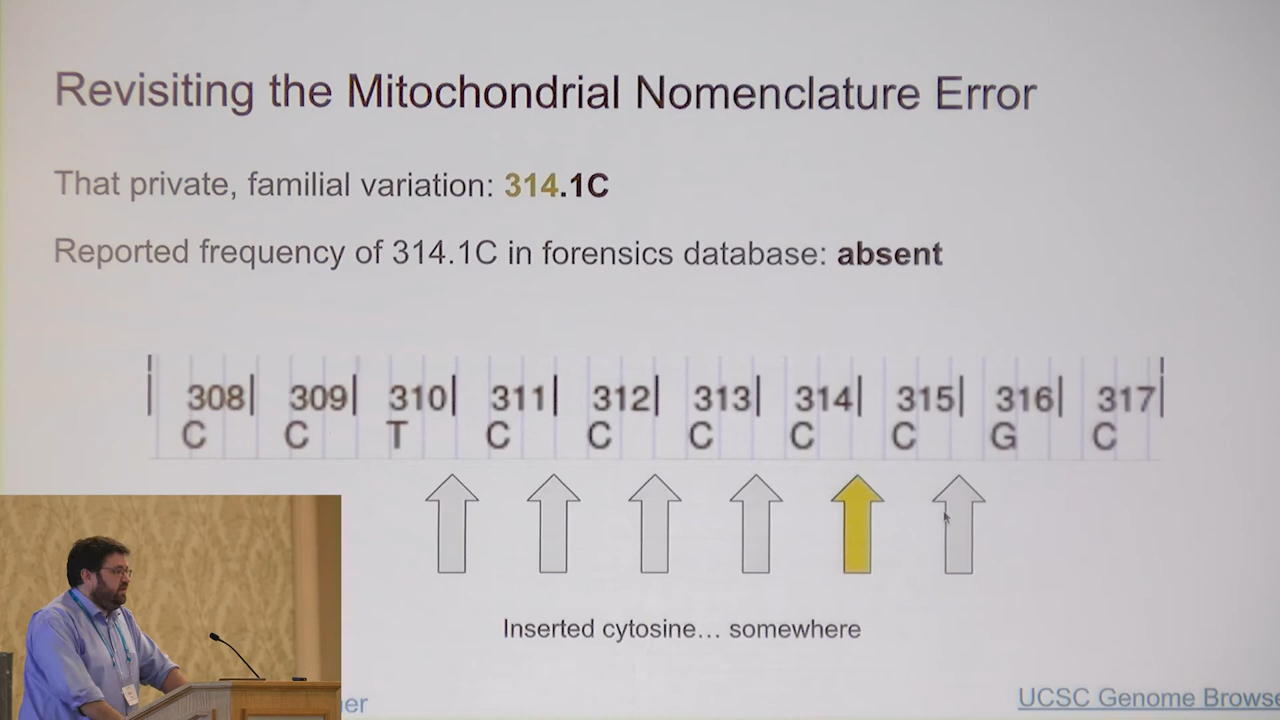 Revisiting the Mitochondrial Nomenclature Error
That private, familial variation: 314.1C
Reported frequency of 314.1C in forensics database: absent
308| 309| 310| 311| 312| 313| 314| 315| 316| 317|
C C T C C C C C G C
Inserted cytosine... somewhere
UCSC Genome